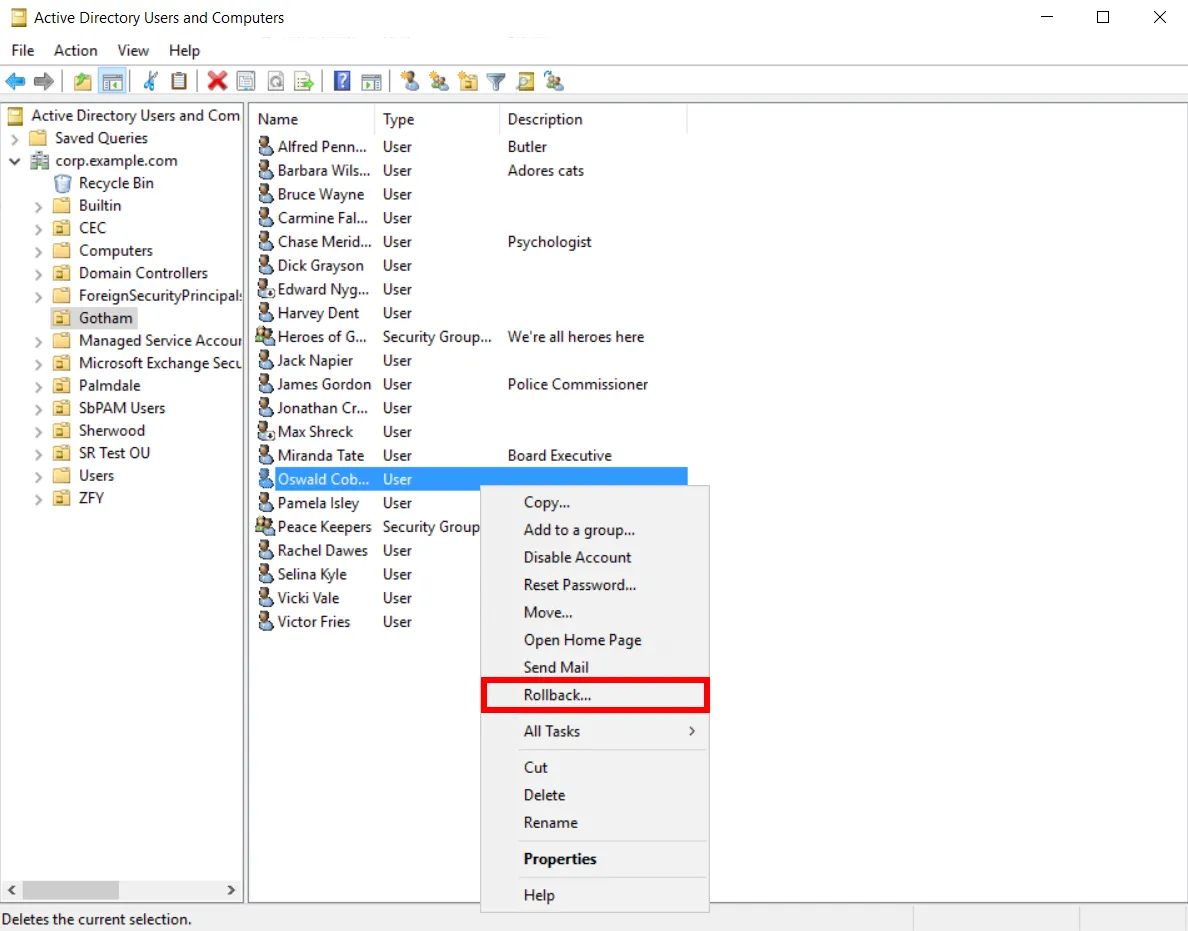 Active Directory Users and Computers
File Action View Help
Active Directory Users and Com
Saved Queries
corp.example.com
Recycle Bin
Builtin
CEC
Computers
Domain Controllers
ForeignSecurityPrincipals
Gotham
Managed Service Accour
Microsoft Exchange Secu
Palmdale
SbPAM Users
Sherwood
SR Test OU
Users
ZFY
Name Type Description
Alfred Penn... User Butler
Barbara Wils... User Adores cats
Bruce Wayne User
Carmine Fal... User
Chase Merid... User Psychologist
Dick Grayson User
Edward Nyg... User
Harvey Dent User
Heroes of G... Security Group... We're all heroes here
Jack Napier User
James Gordon User Police Commissioner
Jonathan Cr... User
Max Shreck User
Miranda Tate User Board Executive
Oswald Cob... User
Pamela Isley User
Peace Keepers Security Group
Rachel Dawes User
Selina Kyle User
Vicki Vale User
Victor Fries User
Copy...
Add to a group...
Disable Account
Reset Password...
Move...
Open Home Page
Send Mail
Rollback...
All Tasks
Cut
Delete
Rename
Properties
Help
Deletes the current selection.